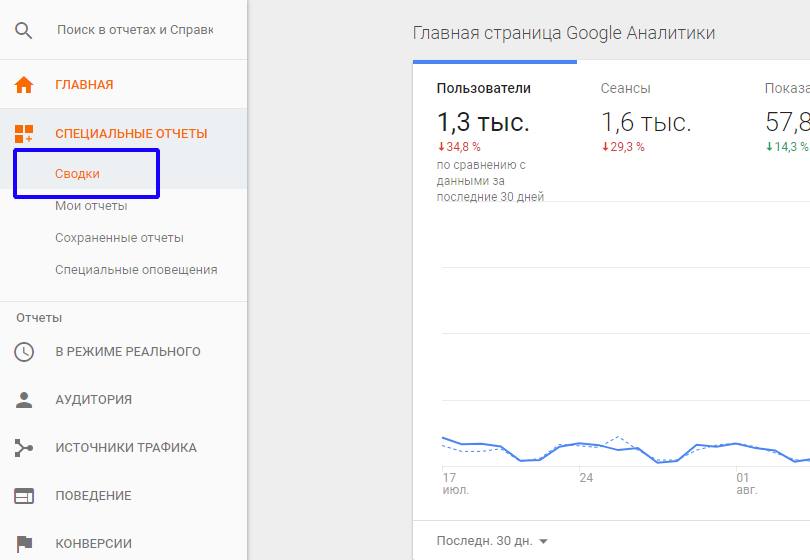 Поиск в отчетах и Справк
ГЛАВНАЯ
СПЕЦИАЛЬНЫЕ ОТЧЕТЫ
Сводки
Мои отчеты
Сохраненные отчеты
Специальные оповещения
Отчеты
В РЕЖИМЕ РЕАЛЬНОГО
АУДИТОРИЯ
ИСТОЧНИКИ ТРАФИКА
ПОВЕДЕНИЕ
КОНВЕРСИИ
Главная страница Google Аналитики
Пользователи Сеансы Показа
1,3 тыс. 1,6 тыс. 57,8
↓34,8 % ↓29,3 % ↓14,3 %
по сравнению с
данными за
последние 30 дней
17 24 01
июл. авг.
Последн. 30 дн.